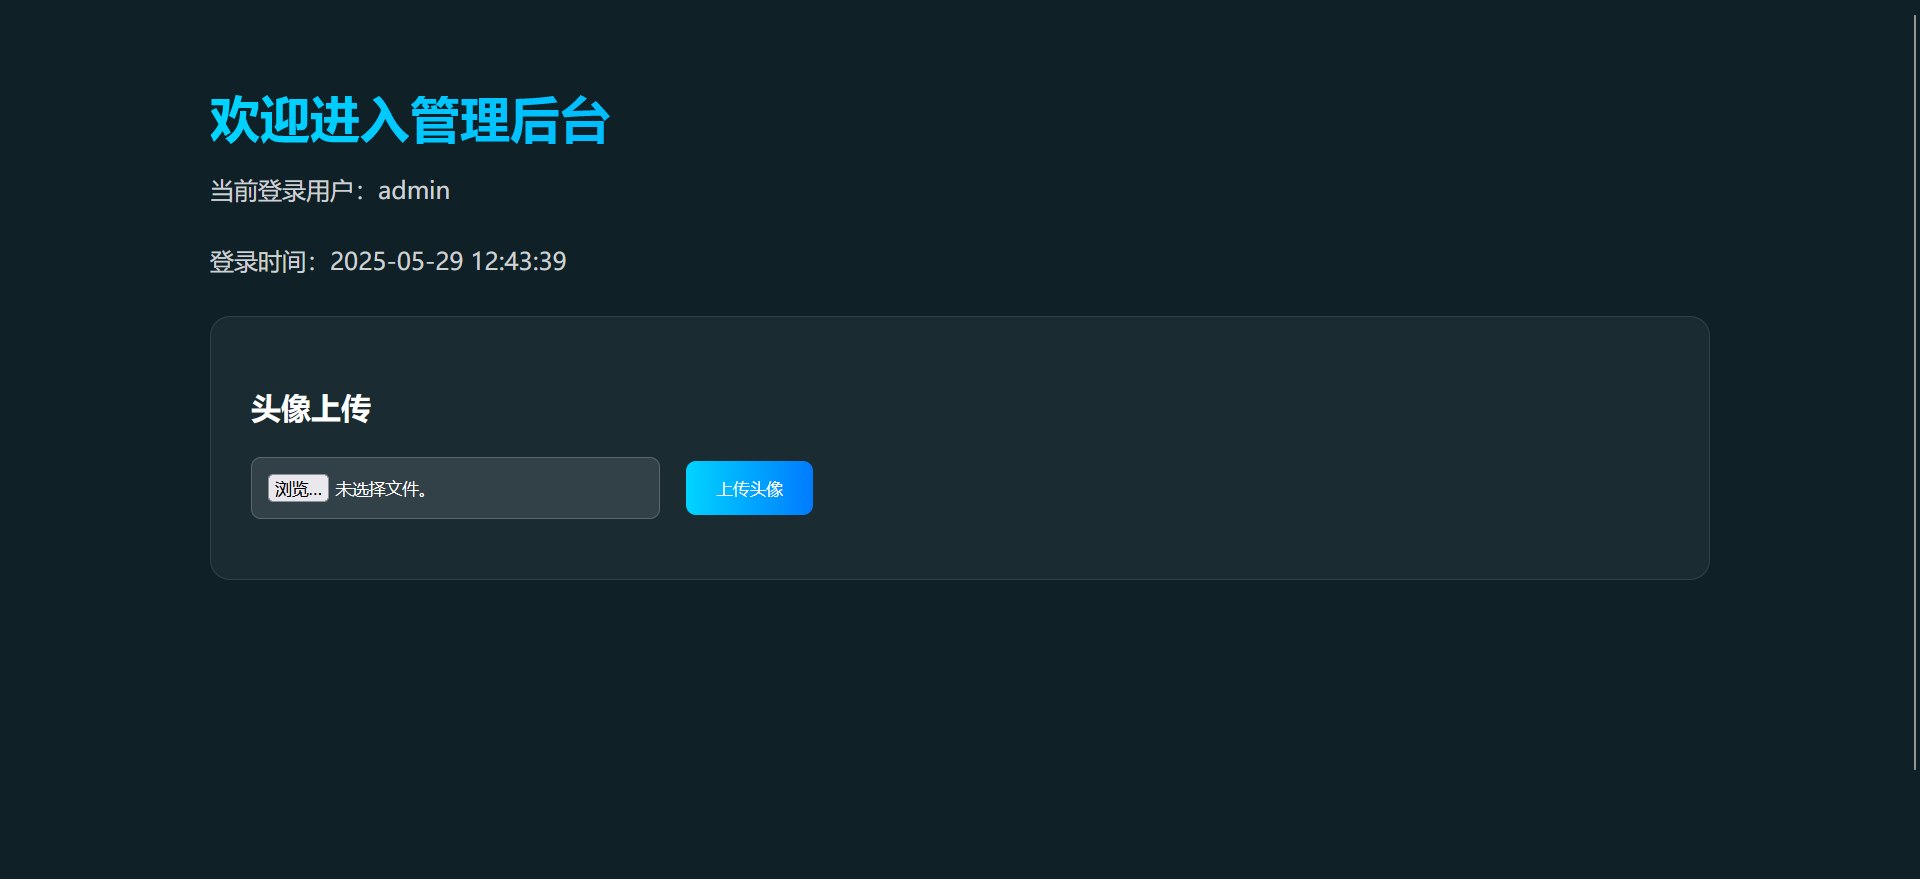 欢迎进入管理后台
当前登录用户：admin
登录时间：2025-05-29 12:43:39
头像上传
浏览... 未选择文件。 上传头像